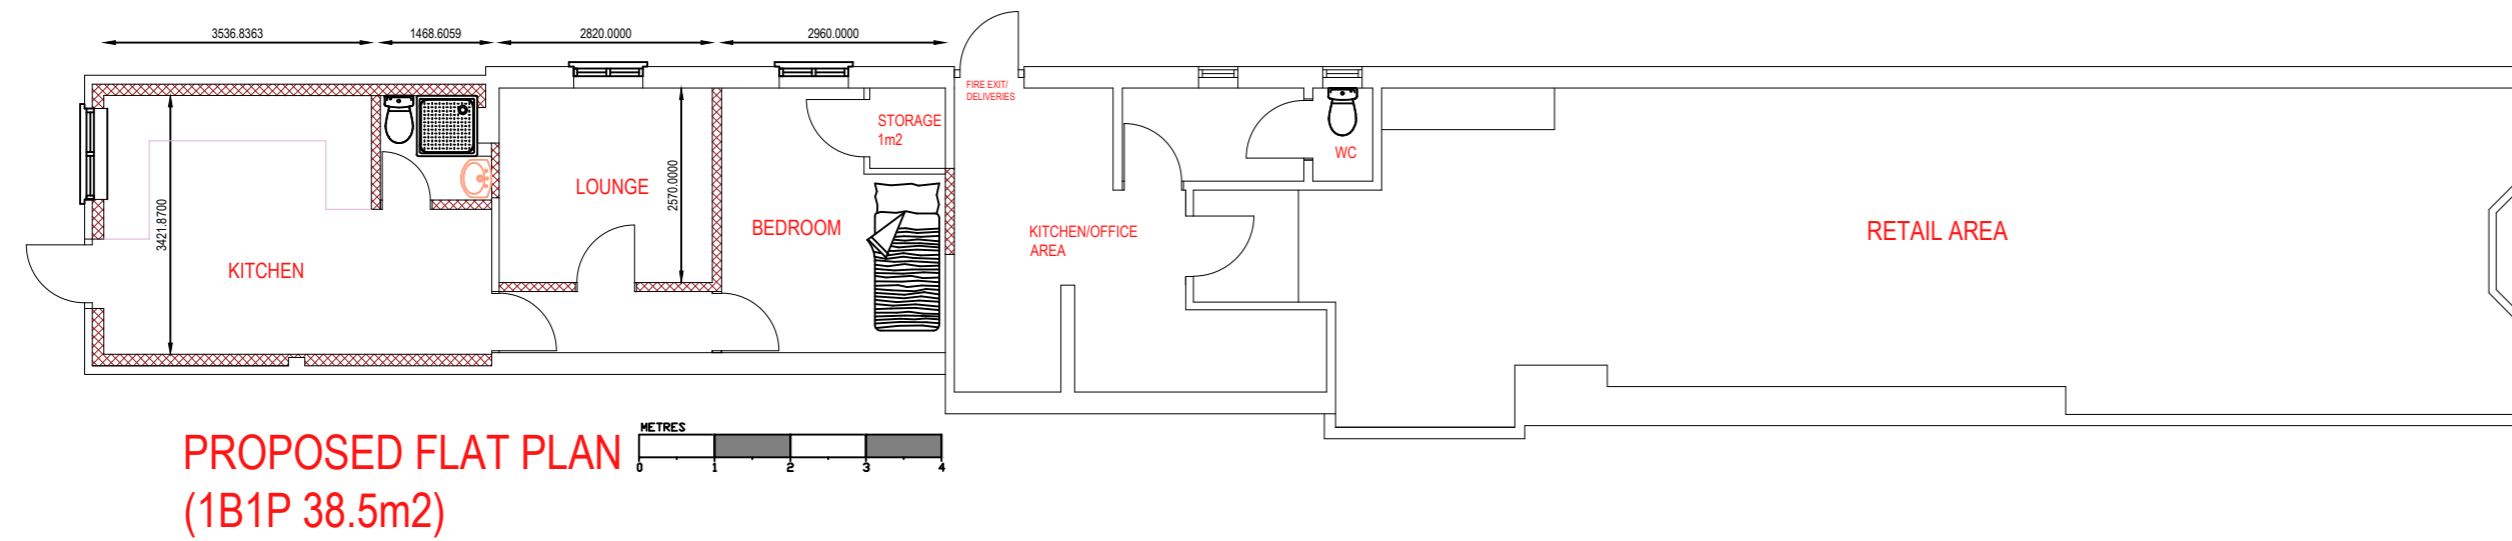 3536.8363
1468.6059
2820.0000
2960.0000
FIRE EXIT/
DELIVERIES
STORAGE
1m2
WC
LOUNGE
2570.0000
3421.8700
BEDROOM
KITCHEN/OFFICE
AREA
RETAIL AREA
KITCHEN
PROPOSED FLAT PLAN
(1B1P 38.5m2)
METRES
0 1 2 3 4